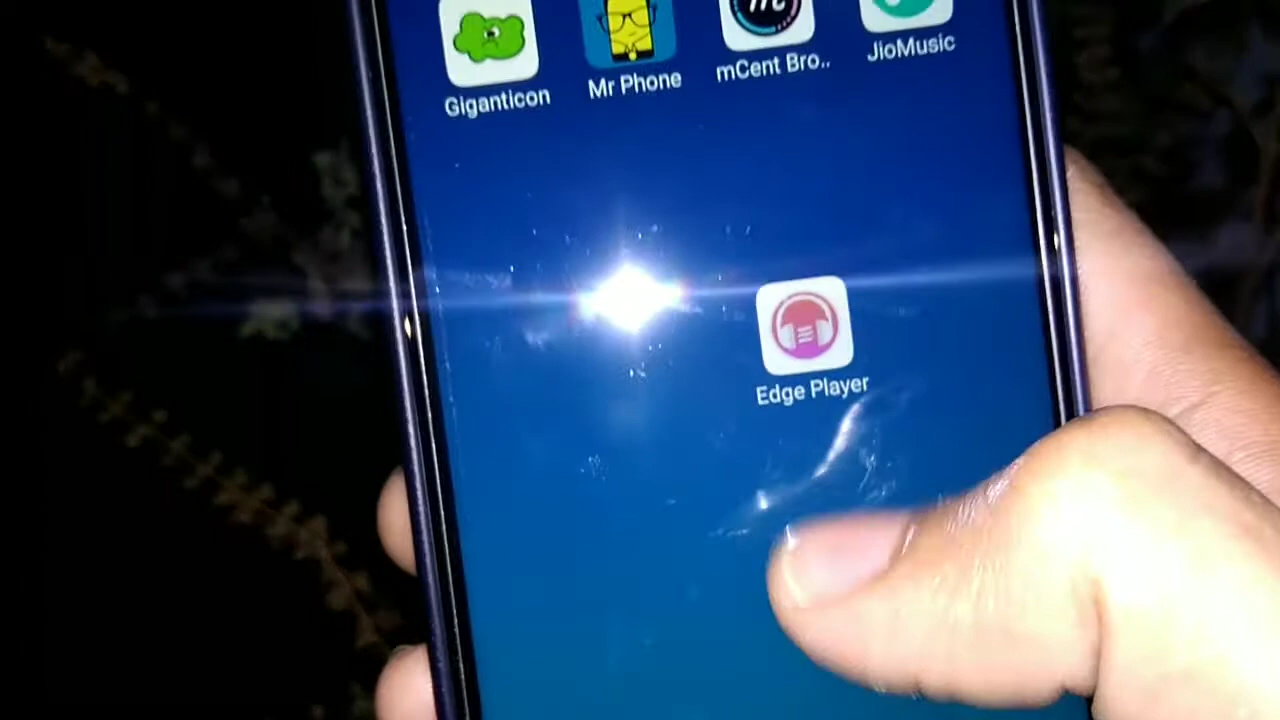 Giganticon
Mr Phone
mCent Bro..
JioMusic
Edge Player